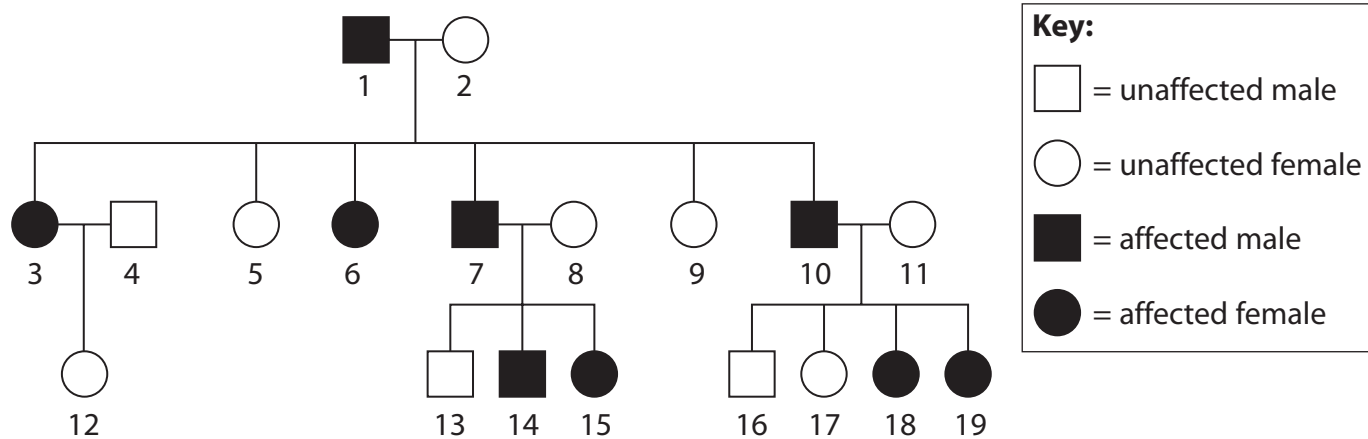 Key:
1 2
= unaffected male
= unaffected female
= affected male
= affected female
3 4 5 6 7 8 9 10 11
12 13 14 15 16 17 18 19